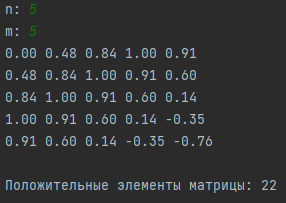 n: 5
m: 5
0.00 0.48 0.84 1.00 0.91
0.48 0.84 1.00 0.91 0.60
0.84 1.00 0.91 0.60 0.14
1.00 0.91 0.60 0.14 -0.35
0.91 0.60 0.14 -0.35 -0.76
Положительные элементы матрицы: 22